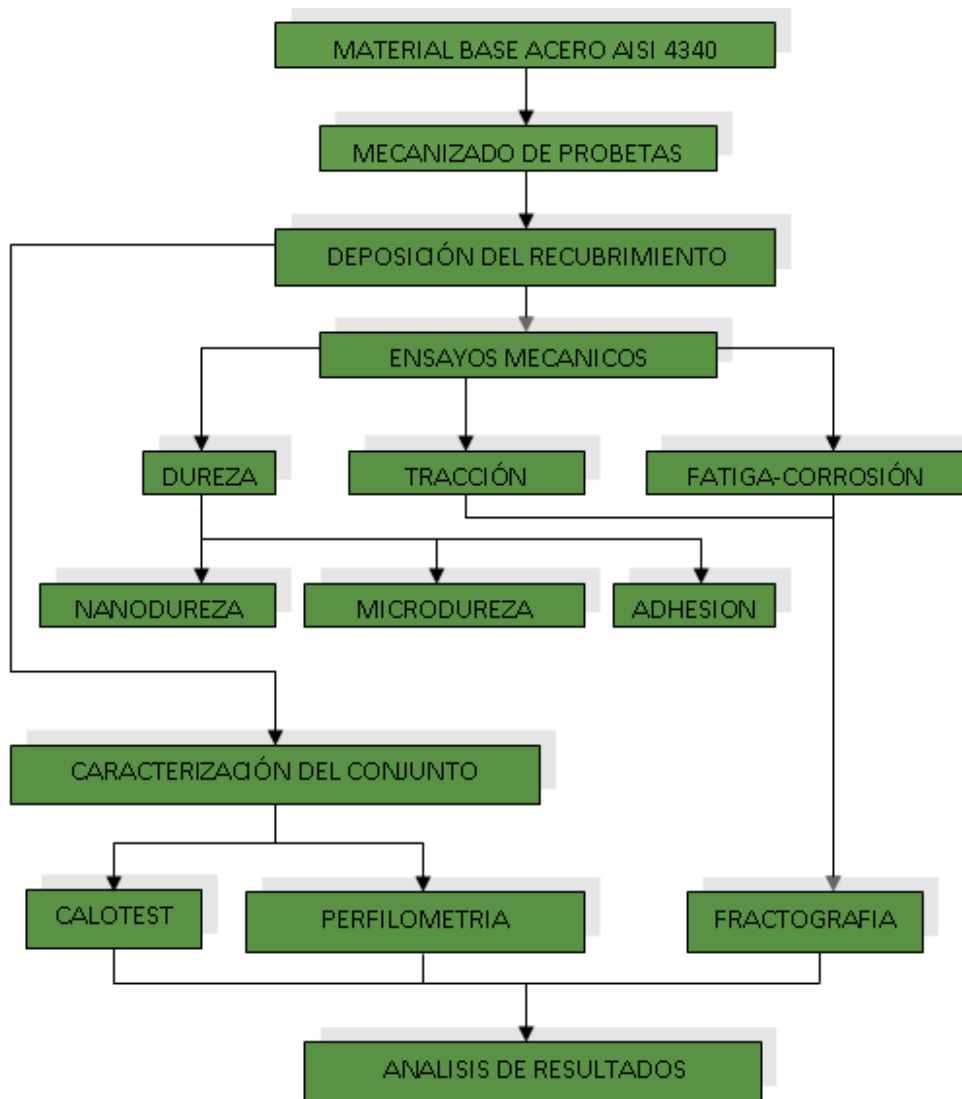 MATERIAL BASE ACERO AISI 4340
MECANIZADO DE PROBETAS
DEPOSICIÓN DEL RECUBRIMIENTO
ENSAYOS MECANICOS
DUREZA
TRACCIÓN
FATIGA-CORROSIÓN
NANODUREZA
MICRODUREZA
ADHESION
CARACTERIZACIÓN DEL CONJUNTO
CALOTEST
PERFILOMETRIA
FRACTOGRAFIA
ANALISIS DE RESULTADOS